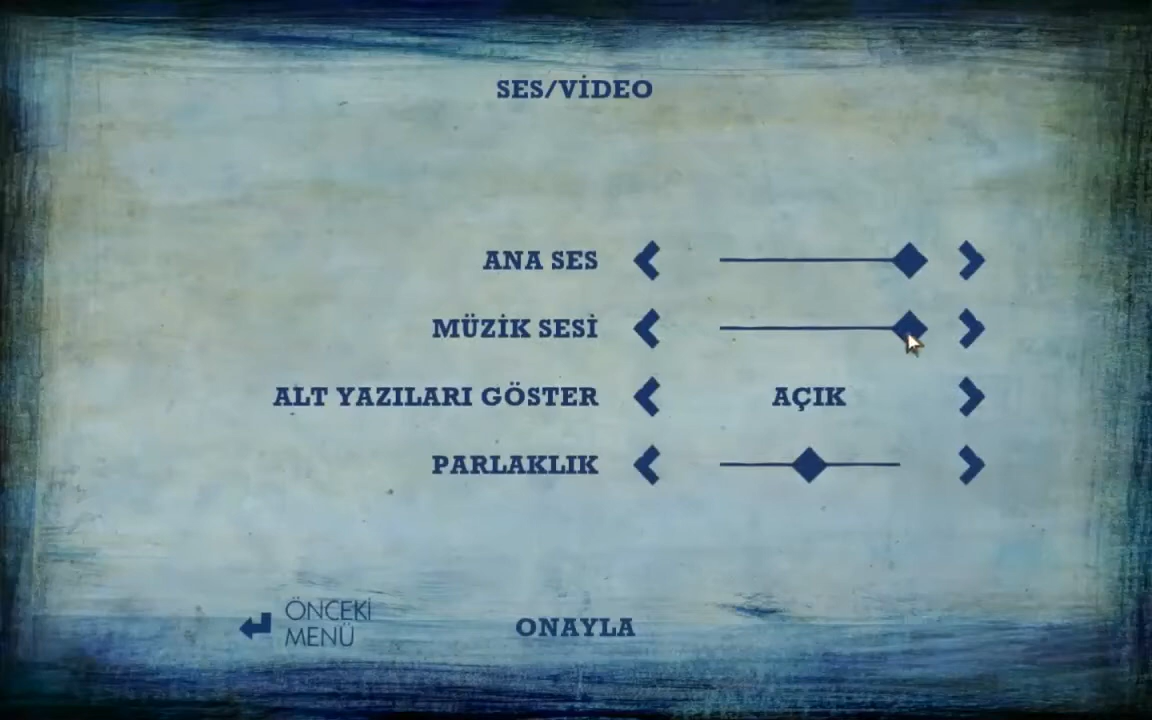 SES/VİDEO
ANA SES
MÜZİK SESİ
ALT YAZILARI GÖSTER AÇIK
PARLAKLIK
ÖNCEKİ
MENÜ
ONAYLA